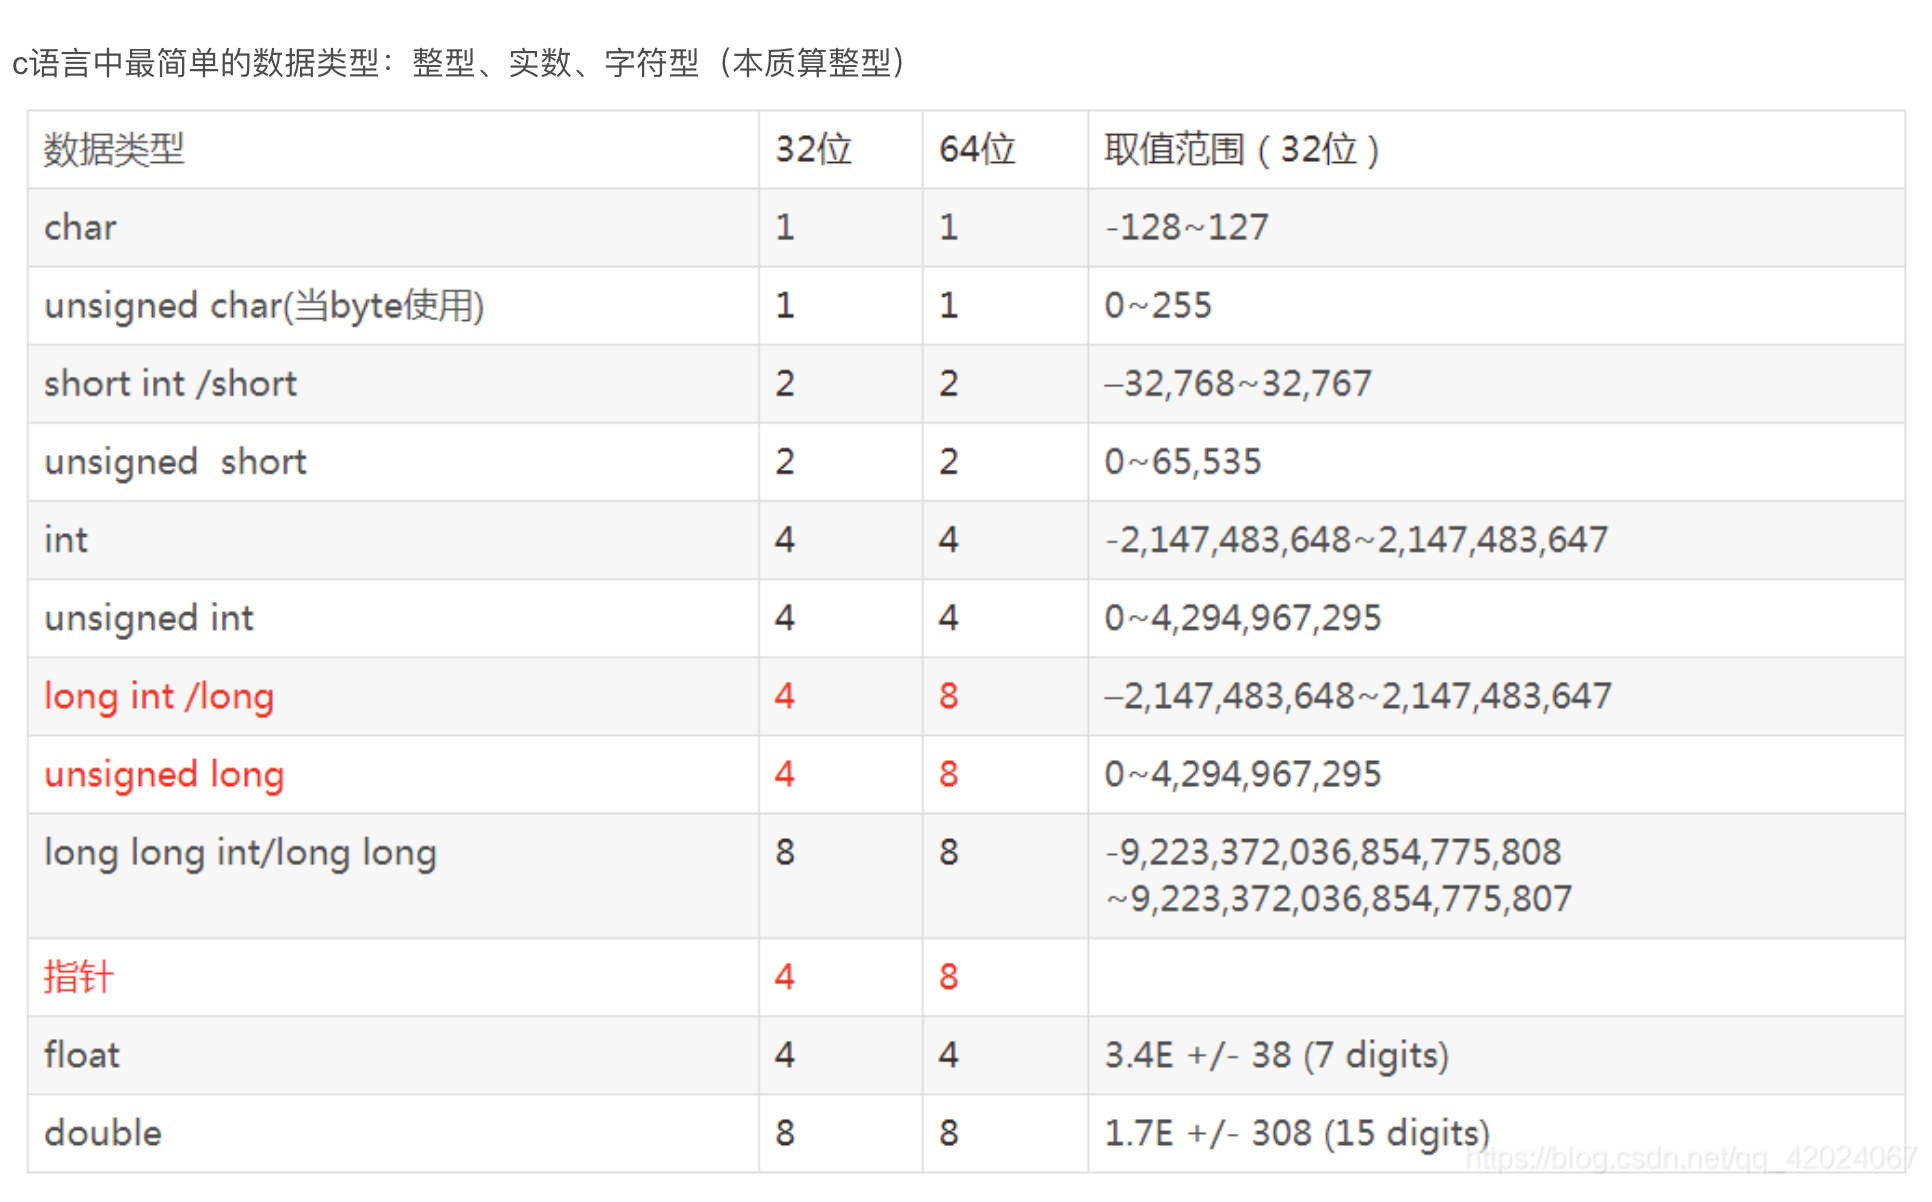 c语言中最简单的数据类型：整型、实数、字符型（本质算整型）
数据类型 32位 64位 取值范围（32位）
char 1 1 -128~127
unsigned char(当byte使用) 1 1 0~255
short int /short 2 2 –32,768~32,767
unsigned  short 2 2 0~65,535
int 4 4 -2,147,483,648~2,147,483,647
unsigned int 4 4 0~4,294,967,295
long int /long 4 8 –2,147,483,648~2,147,483,647
unsigned long 4 8 0~4,294,967,295
long long int/long long 8 8 -9,223,372,036,854,775,808
~9,223,372,036,854,775,807
指针 4 8
float 4 4 3.4E +/- 38 (7 digits)
double 8 8 1.7E +/- 308 (15 digits)
https://blog.csdn.net/qq_42024067